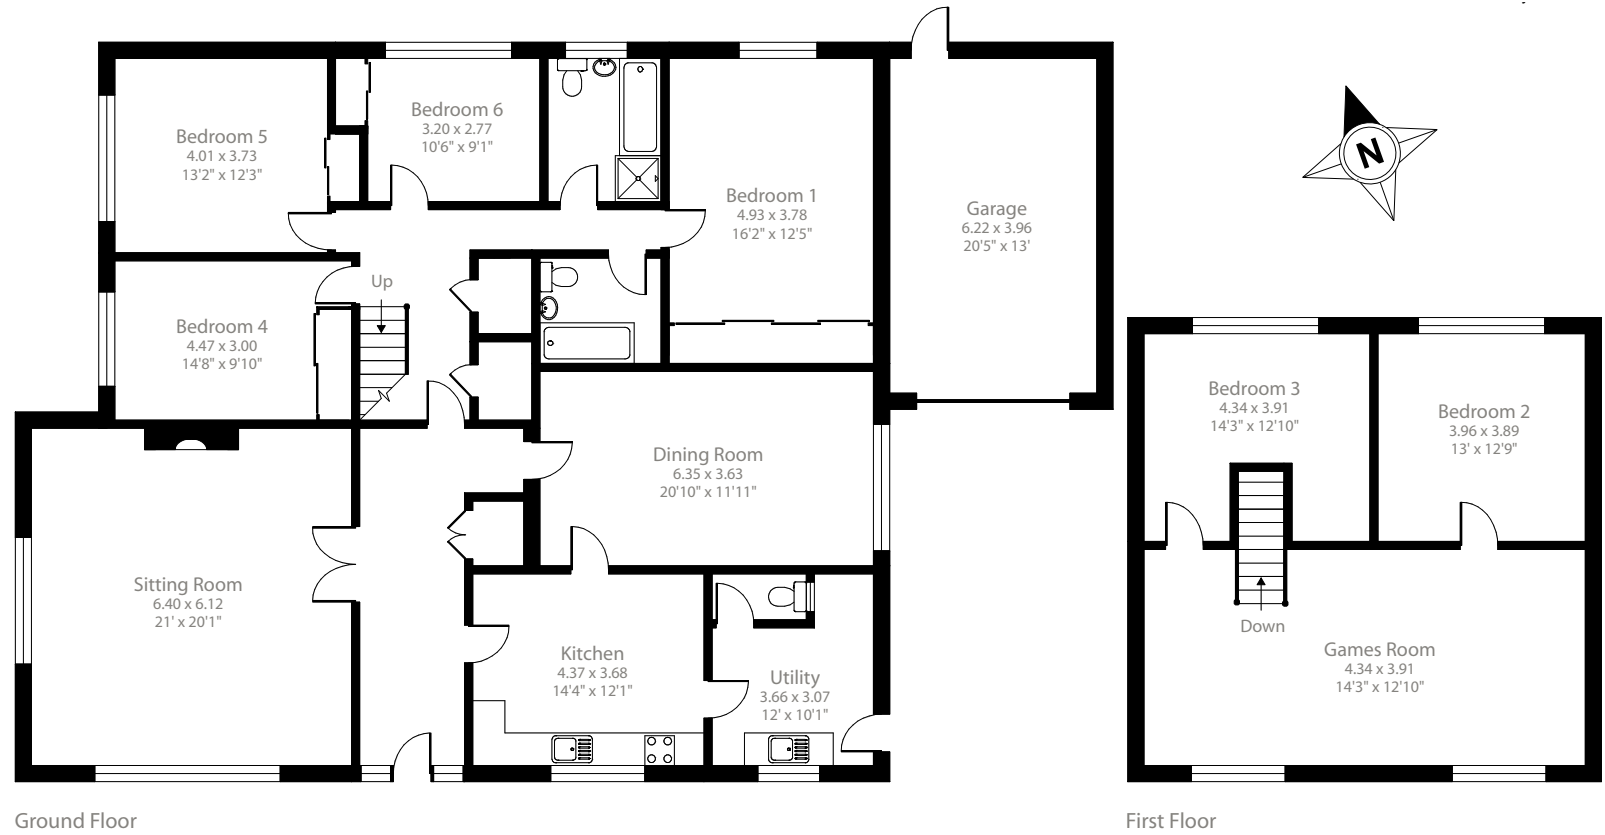 Bedroom 5
4.01 x 3.73
13'2" x 12'3"
Bedroom 6
3.20 x 2.77
10'6" x 9'1"
Bedroom 1
4.93 x 3.78
16'2" x 12'5"
Garage
6.22 x 3.96
20'5" x 13'
N
Up
Bedroom 4
4.47 x 3.00
14'8" x 9'10"
Bedroom 3
4.34 x 3.91
14'3" x 12'10"
Bedroom 2
3.96 x 3.89
13' x 12'9"
Dining Room
6.35 x 3.63
20'10" x 11'11"
Sitting Room
6.40 x 6.12
21' x 20'1"
Down
Kitchen
4.37 x 3.68
14'4" x 12'1"
Utility
3.66 x 3.07
12' x 10'1"
Games Room
4.34 x 3.91
14'3" x 12'10"
Ground Floor
First Floor